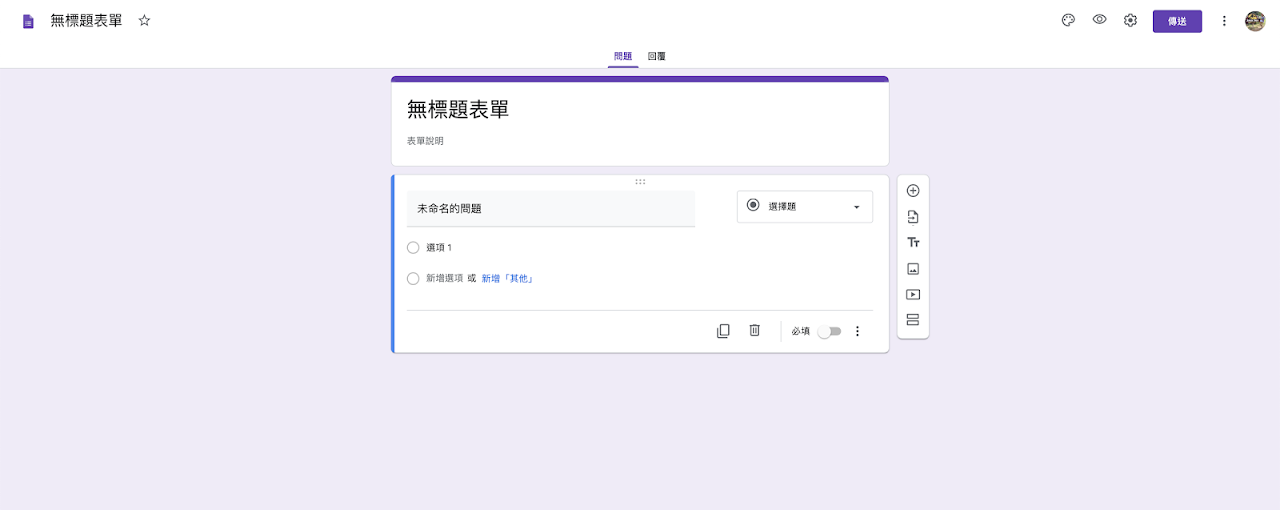 無標題表單
傳送
問題 回覆
無標題表單
表單說明
未命名的問題
選擇題
選項 1
新增選項 或 新增「其他」
必填